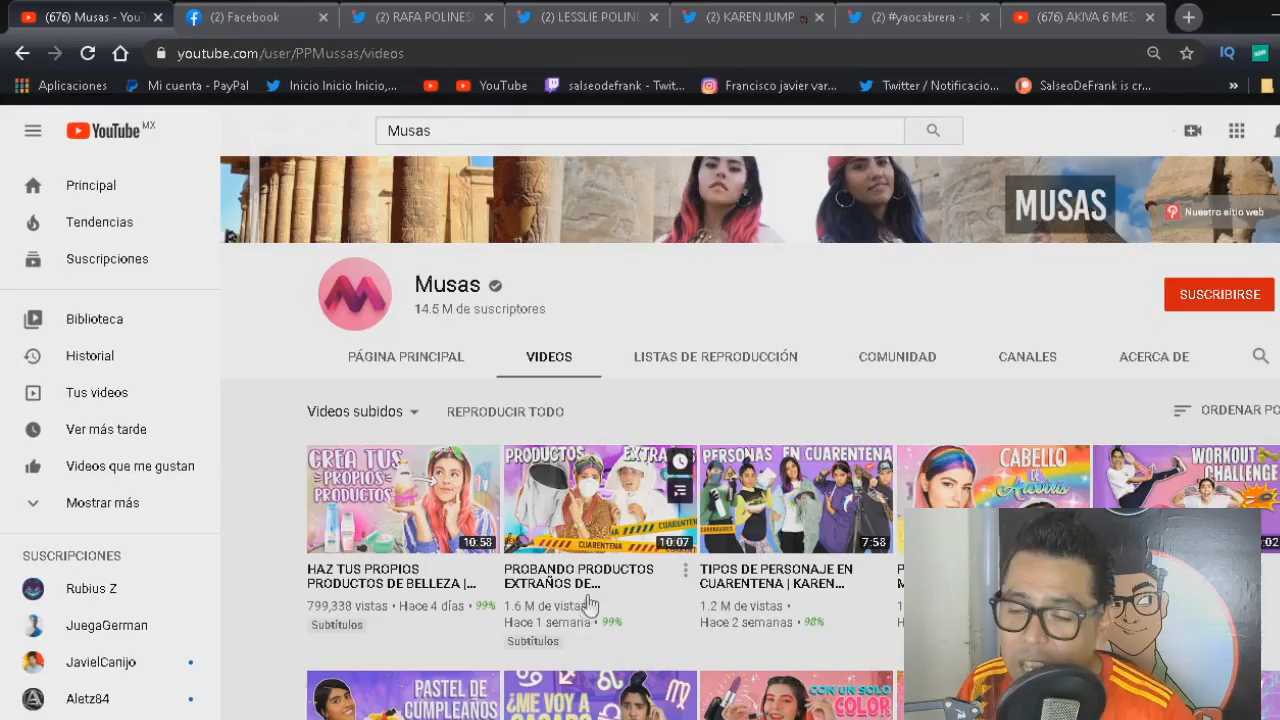 (676) Musas - YouT
(2) Facebook
(2) RAFA POLINES
(2) LESSLIE POLIN
(2) KAREN JUMP
(2) #yaocabrera - E
(676) AKIVA 6 MES
youtube.com/user/PPMussas/videos
IQ
Aplicaciones
Mi cuenta - PayPal
Inicio Inicio Inicio,...
YouTube
salseodefrank - Twit...
Francisco javier var...
Twitter / Notificacio...
SalseoDeFrank is cr...
»
YouTube MX
Musas
MUSAS
Nuestro sitio web
Principal
Tendencias
Suscripciones
Biblioteca
Historial
Tus videos
Ver más tarde
Videos que me gustan
Mostrar más
SUSCRIPCIONES
Rubius Z
JuegaGerman
JavielCanijo
Aletz84
Musas
14.5 M de suscriptores
SUSCRIBIRSE
PÁGINA PRINCIPAL
VIDEOS
LISTAS DE REPRODUCCIÓN
COMUNIDAD
CANALES
ACERCA DE
Videos subidos
REPRODUCIR TODO
ORDENAR PO
CREA TUS
PROPIOS
PRODUCTOS
10:58
PRODUCTOS EXTRAÑ
CUARENTENA
CUARENTEN
10:07
PERSONAS EN CUARENTENA
7:58
CABELLO
DE
Arcoíris
WORKOUT
CHALLENGE
:02
HAZ TUS PROPIOS
PRODUCTOS DE BELLEZA |...
799,338 vistas • Hace 4 días • 99%
Subtítulos
PROBANDO PRODUCTOS
EXTRAÑOS DE...
1.6 M de vistas
Hace 1 semana • 99%
Subtítulos
TIPOS DE PERSONAJE EN
CUARENTENA | KAREN...
1.2 M de vistas •
Hace 2 semanas • 98%
PASTEL DE
CUMPLEAÑOS
¿ME VOY A
CON UN SOLO
COLOR